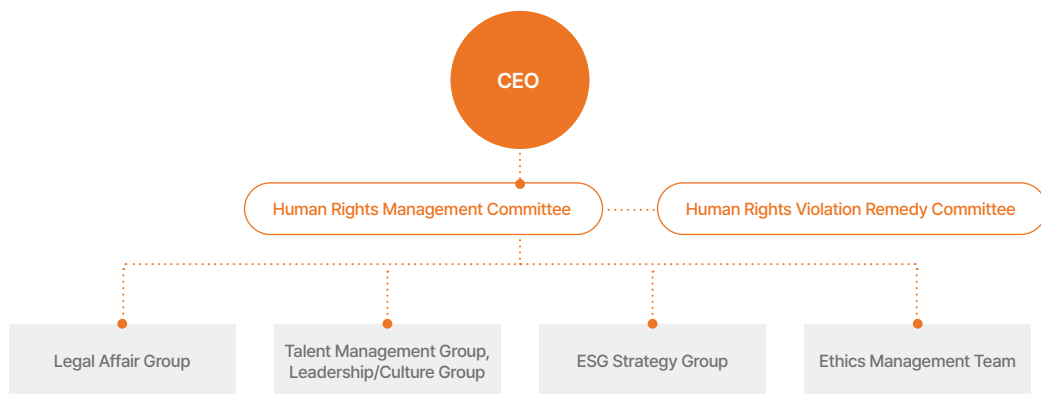 CEO
Human Rights Management Committee
Human Rights Violation Remedy Committee
Legal Affair Group
Talent Management Group,
Leadership/Culture Group
ESG Strategy Group
Ethics Management Team